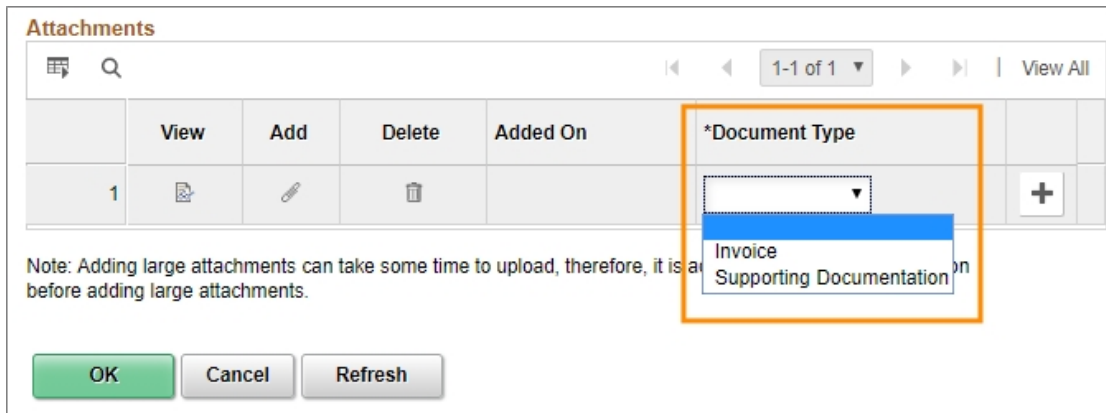 Attachments
1-1 of 1
View All
View
Add
Delete
Added On
*Document Type
1
Invoice
Supporting Documentation
Note: Adding large attachments can take some time to upload, therefore, it is
before adding large attachments.
OK
Cancel
Refresh